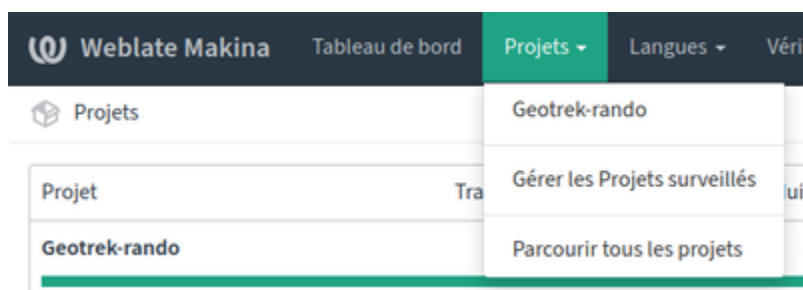 Weblate Makina Tableau de bord Projets Langues
Projets
Geotrek-rando
Gérer les Projets surveillés
Parcourir tous les projets
Projet
Geotrek-rando